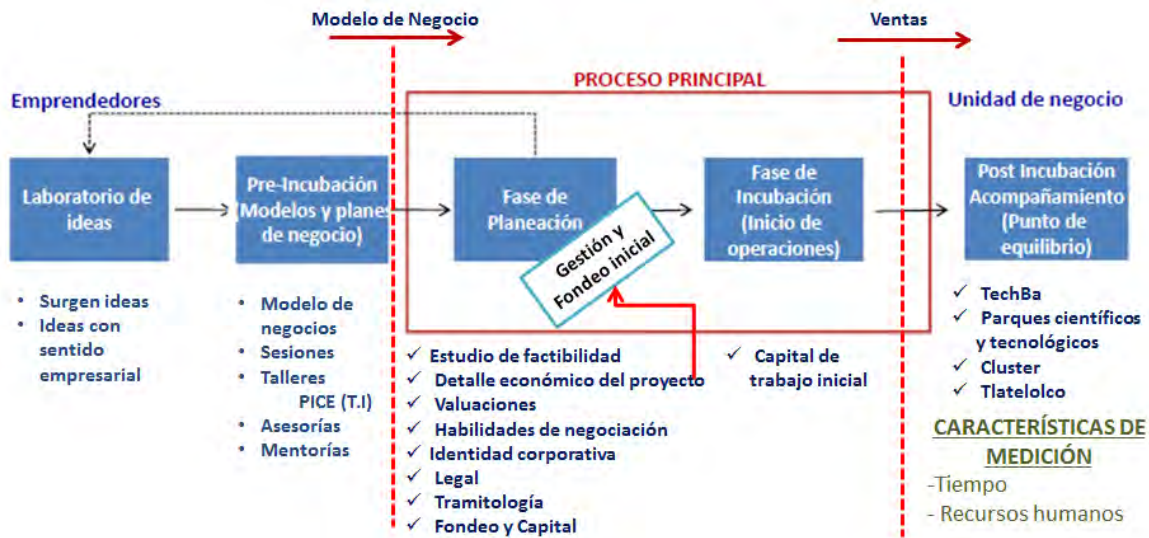 Modelo de Negocio
Ventas
PROCESO PRINCIPAL
Emprendedores
Unidad de negocio
Laboratorio de
ideas
Pre-Incubación
(Modelos y planes
de negocio)
Fase de
Planeación
Gestión y
Fondeo inicial
Fase de
Incubación
(Inicio de
operaciones)
Post Incubación
Acompañamiento
(Punto de
equilibrio)
• Surgen ideas
• Ideas con
sentido
empresarial
• Modelo de
negocios
• Sesiones
• Talleres
PICE (T.I)
• Asesorías
• Mentorías
✓ Estudio de factibilidad
✓ Detalle económico del proyecto
✓ Valuaciones
✓ Habilidades de negociación
✓ Identidad corporativa
✓ Legal
✓ Tramitología
✓ Fondeo y Capital
✓ Capital de
trabajo inicial
✓ TechBa
✓ Parques científicos
y tecnológicos
✓ Cluster
✓ Tlatelolco
CARACTERÍSTICAS DE
MEDICIÓN
-Tiempo
- Recursos humanos